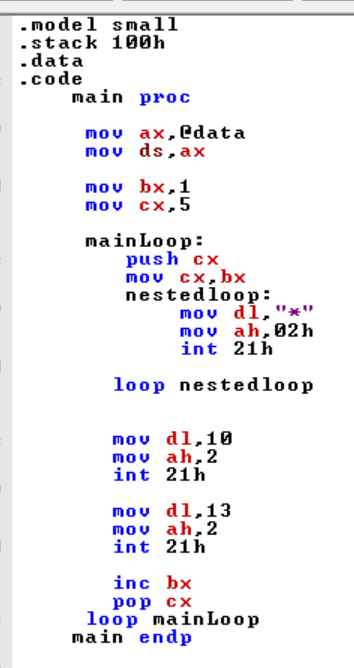 .model small
.stack 100h
.data
.code
main proc
mov ax,@data
mov ds,ax
mov bx,1
mov cx,5
mainLoop:
push cx
mov cx,bx
nestedloop:
mov dl,"*"
mov ah,02h
int 21h
loop nestedloop
mov dl,10
mov ah,2
int 21h
mov dl,13
mov ah,2
int 21h
inc bx
pop cx
loop mainLoop
main endp